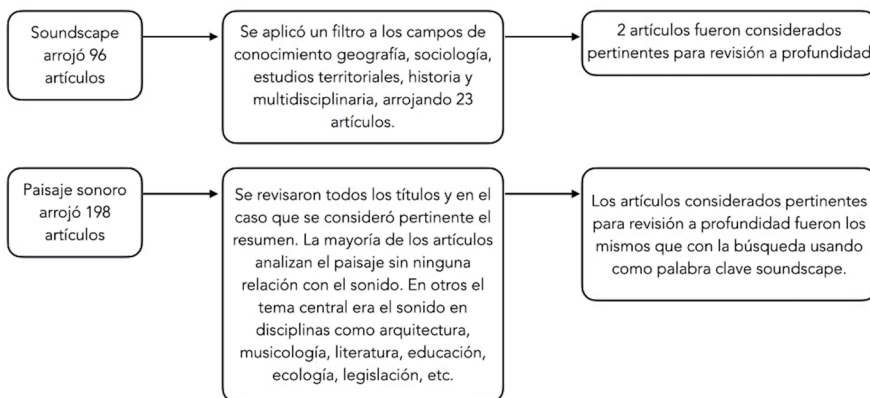 Soundscape
arrojó 96
artículos
Se aplicó un filtro a los campos de
conocimiento geografía, sociología,
estudios territoriales, historia y
multidisciplinaria, arrojando 23
artículos.
2 artículos fueron considerados
pertinentes para revisión a profundidad
Paisaje sonoro
arrojó 198
artículos
Se revisaron todos los títulos y en el
caso que se consideró pertinente el
resumen. La mayoría de los artículos
analizan el paisaje sin ninguna
relación con el sonido. En otros el
tema central era el sonido en
disciplinas como arquitectura,
musicología, literatura, educación,
ecología, legislación, etc.
Los artículos considerados pertinentes
para revisión a profundidad fueron los
mismos que con la búsqueda usando
como palabra clave soundscape.